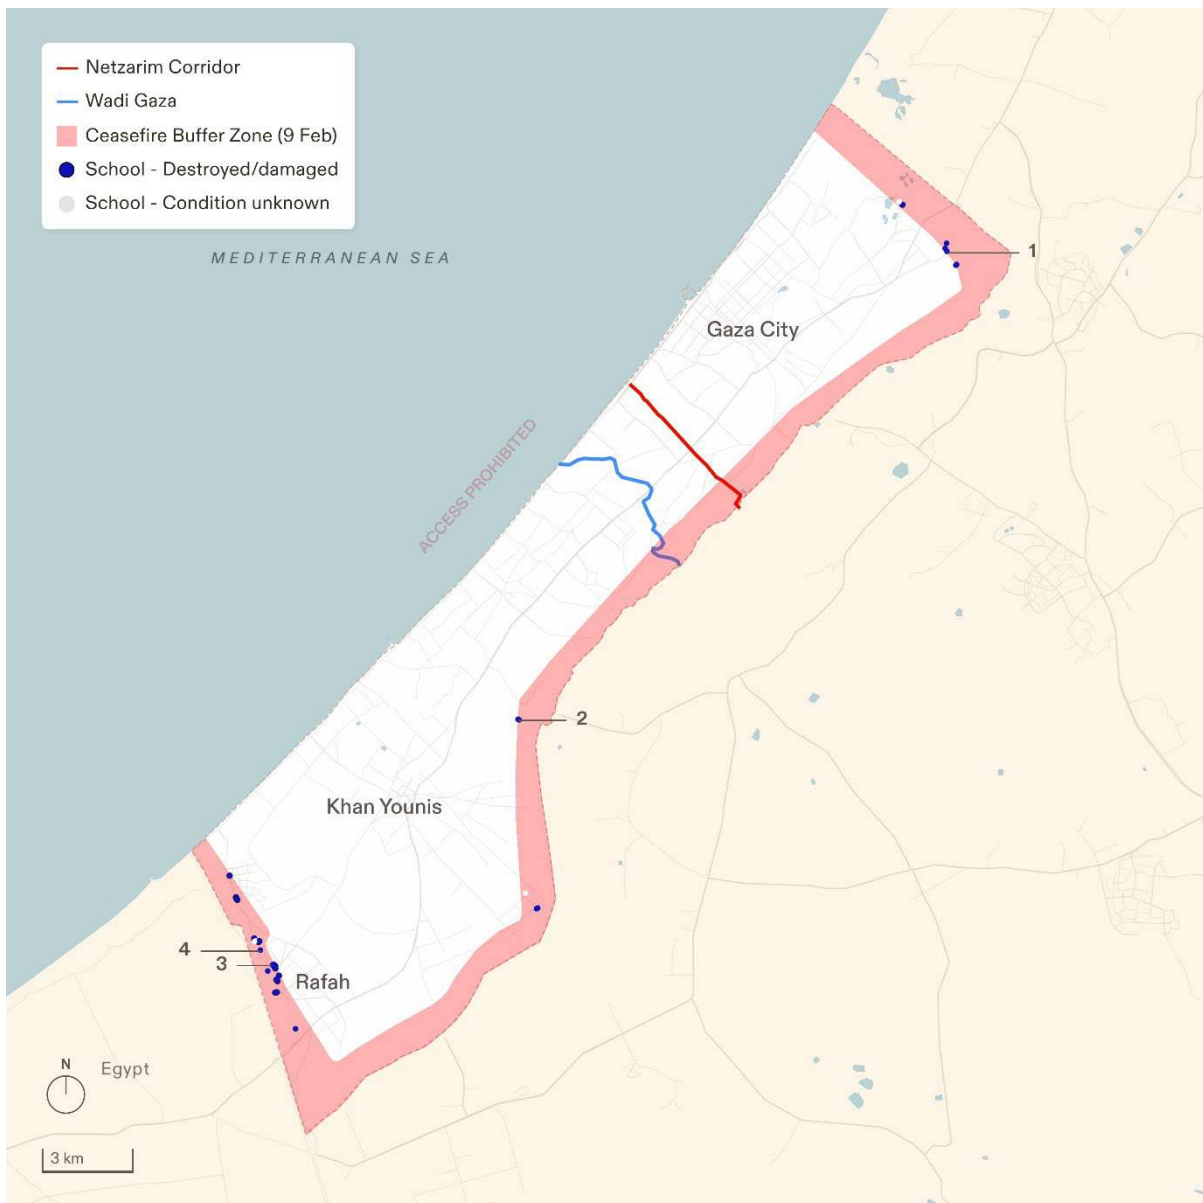 Netzarim Corridor
Wadi Gaza
Ceasefire Buffer Zone (9 Feb)
School - Destroyed/damaged
School - Condition unknown
MEDITERRANEAN SEA
1
Gaza City
ACCESS PROHIBITED
2
Khan Younis
4
3
Rafah
N
Egypt
3 km